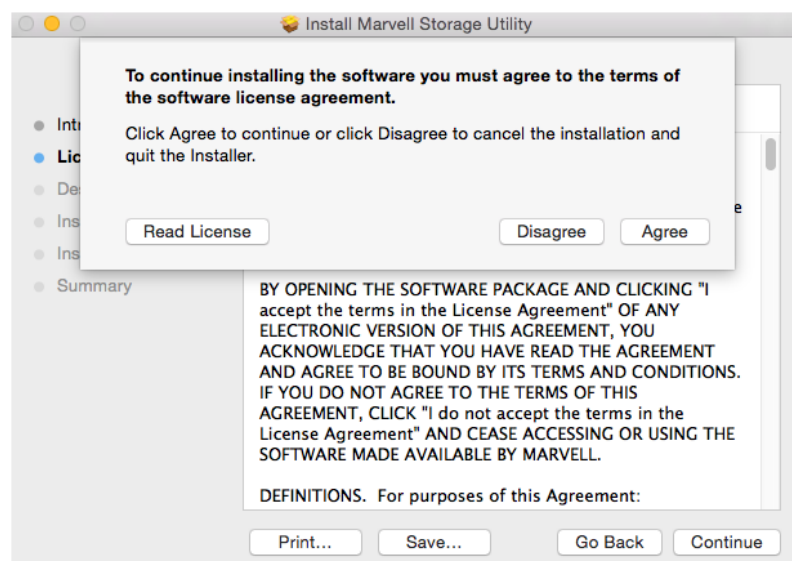 Install Marvell Storage Utility
To continue installing the software you must agree to the terms of
the software license agreement.
Click Agree to continue or click Disagree to cancel the installation and
quit the Installer.
Read License
Disagree
Agree
Summary
BY OPENING THE SOFTWARE PACKAGE AND CLICKING "I
accept the terms in the License Agreement" OF ANY
ELECTRONIC VERSION OF THIS AGREEMENT, YOU
ACKNOWLEDGE THAT YOU HAVE READ THE AGREEMENT
AND AGREE TO BE BOUND BY ITS TERMS AND CONDITIONS.
IF YOU DO NOT AGREE TO THE TERMS OF THIS
AGREEMENT, CLICK "I do not accept the terms in the
License Agreement" AND CEASE ACCESSING OR USING THE
SOFTWARE MADE AVAILABLE BY MARVELL.
DEFINITIONS. For purposes of this Agreement:
Print...
Save...
Go Back
Continue